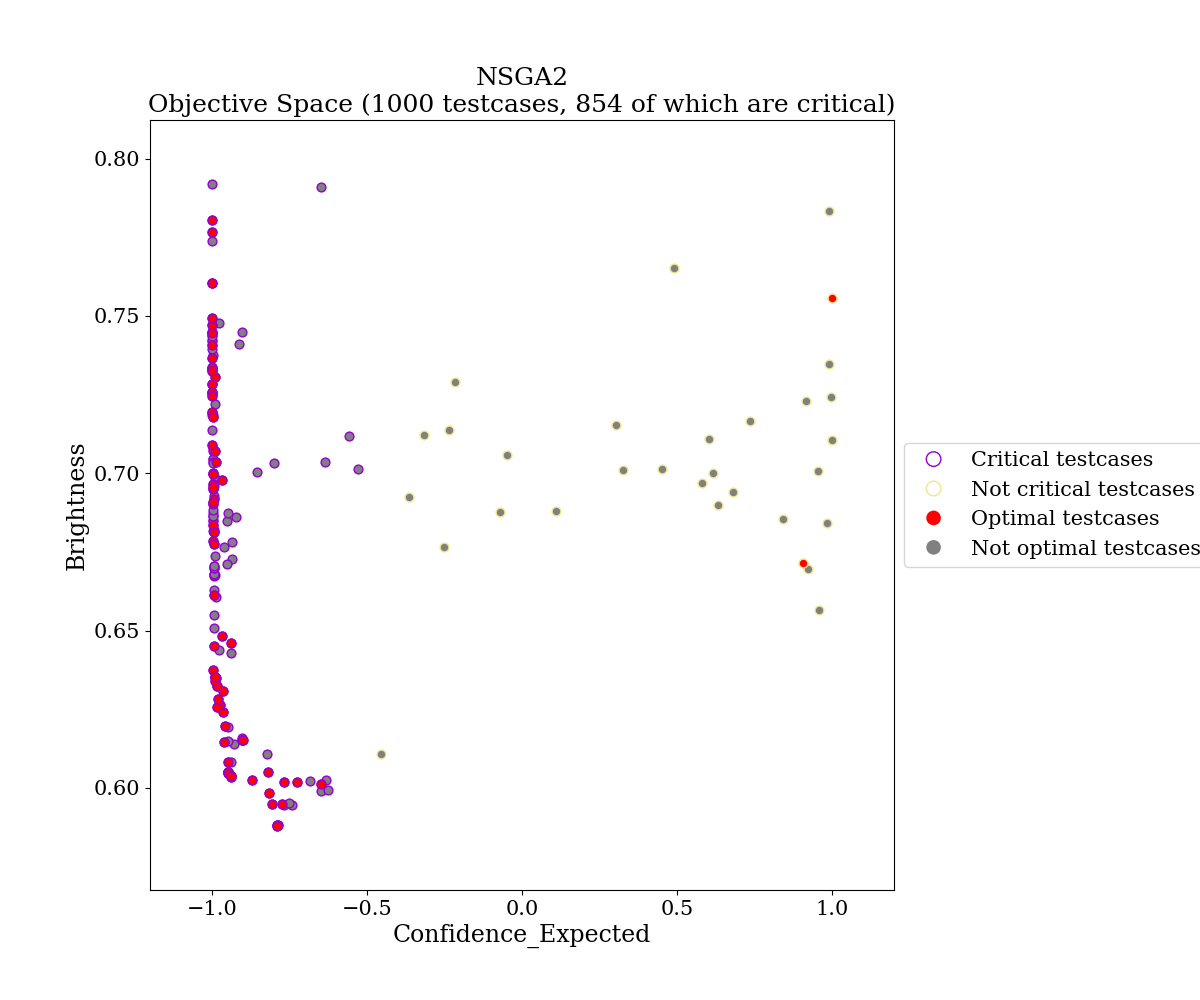 NSGA2
Objective Space (1000 testcases, 854 of which are critical)
0.80
0.75
0.70
0.65
0.60
Brightness
−1.0
−0.5
0.0
0.5
1.0
Confidence_Expected
Critical testcases
Not critical testcases
Optimal testcases
Not optimal testcases